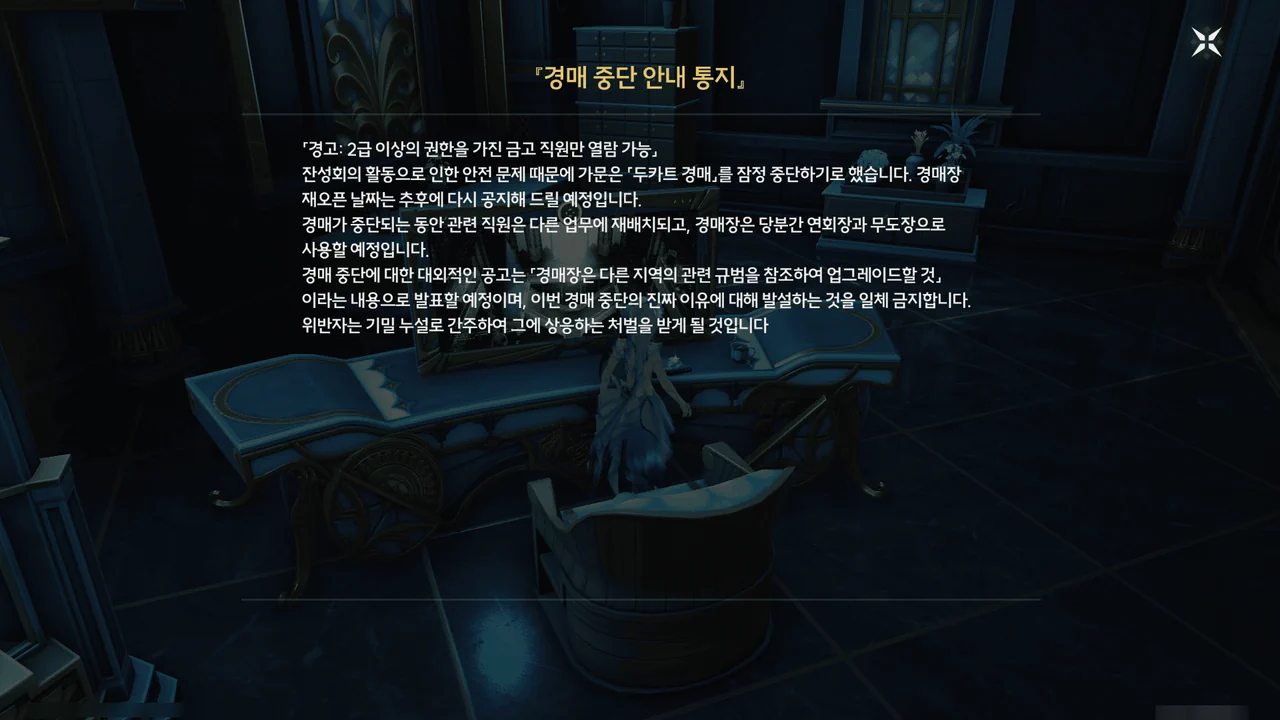 『경매 중단 안내 통지』
「경고: 2급 이상의 권한을 가진 금고 직원만 열람 가능」
잔성회의 활동으로 인한 안전 문제 때문에 가문은 「두카트 경매」를 잠정 중단하기로 했습니다. 경매장
재오픈 날짜는 추후에 다시 공지해 드릴 예정입니다.
경매가 중단되는 동안 관련 직원은 다른 업무에 재배치되고, 경매장은 당분간 연회장과 무도장으로
사용할 예정입니다.
경매 중단에 대한 대외적인 공고는 「경매장은 다른 지역의 관련 규범을 참조하여 업그레이드할 것」
이라는 내용으로 발표할 예정이며, 이번 경매 중단의 진짜 이유에 대해 발설하는 것을 일체 금지합니다.
위반자는 기밀 누설로 간주하여 그에 상응하는 처벌을 받게 될 것입니다